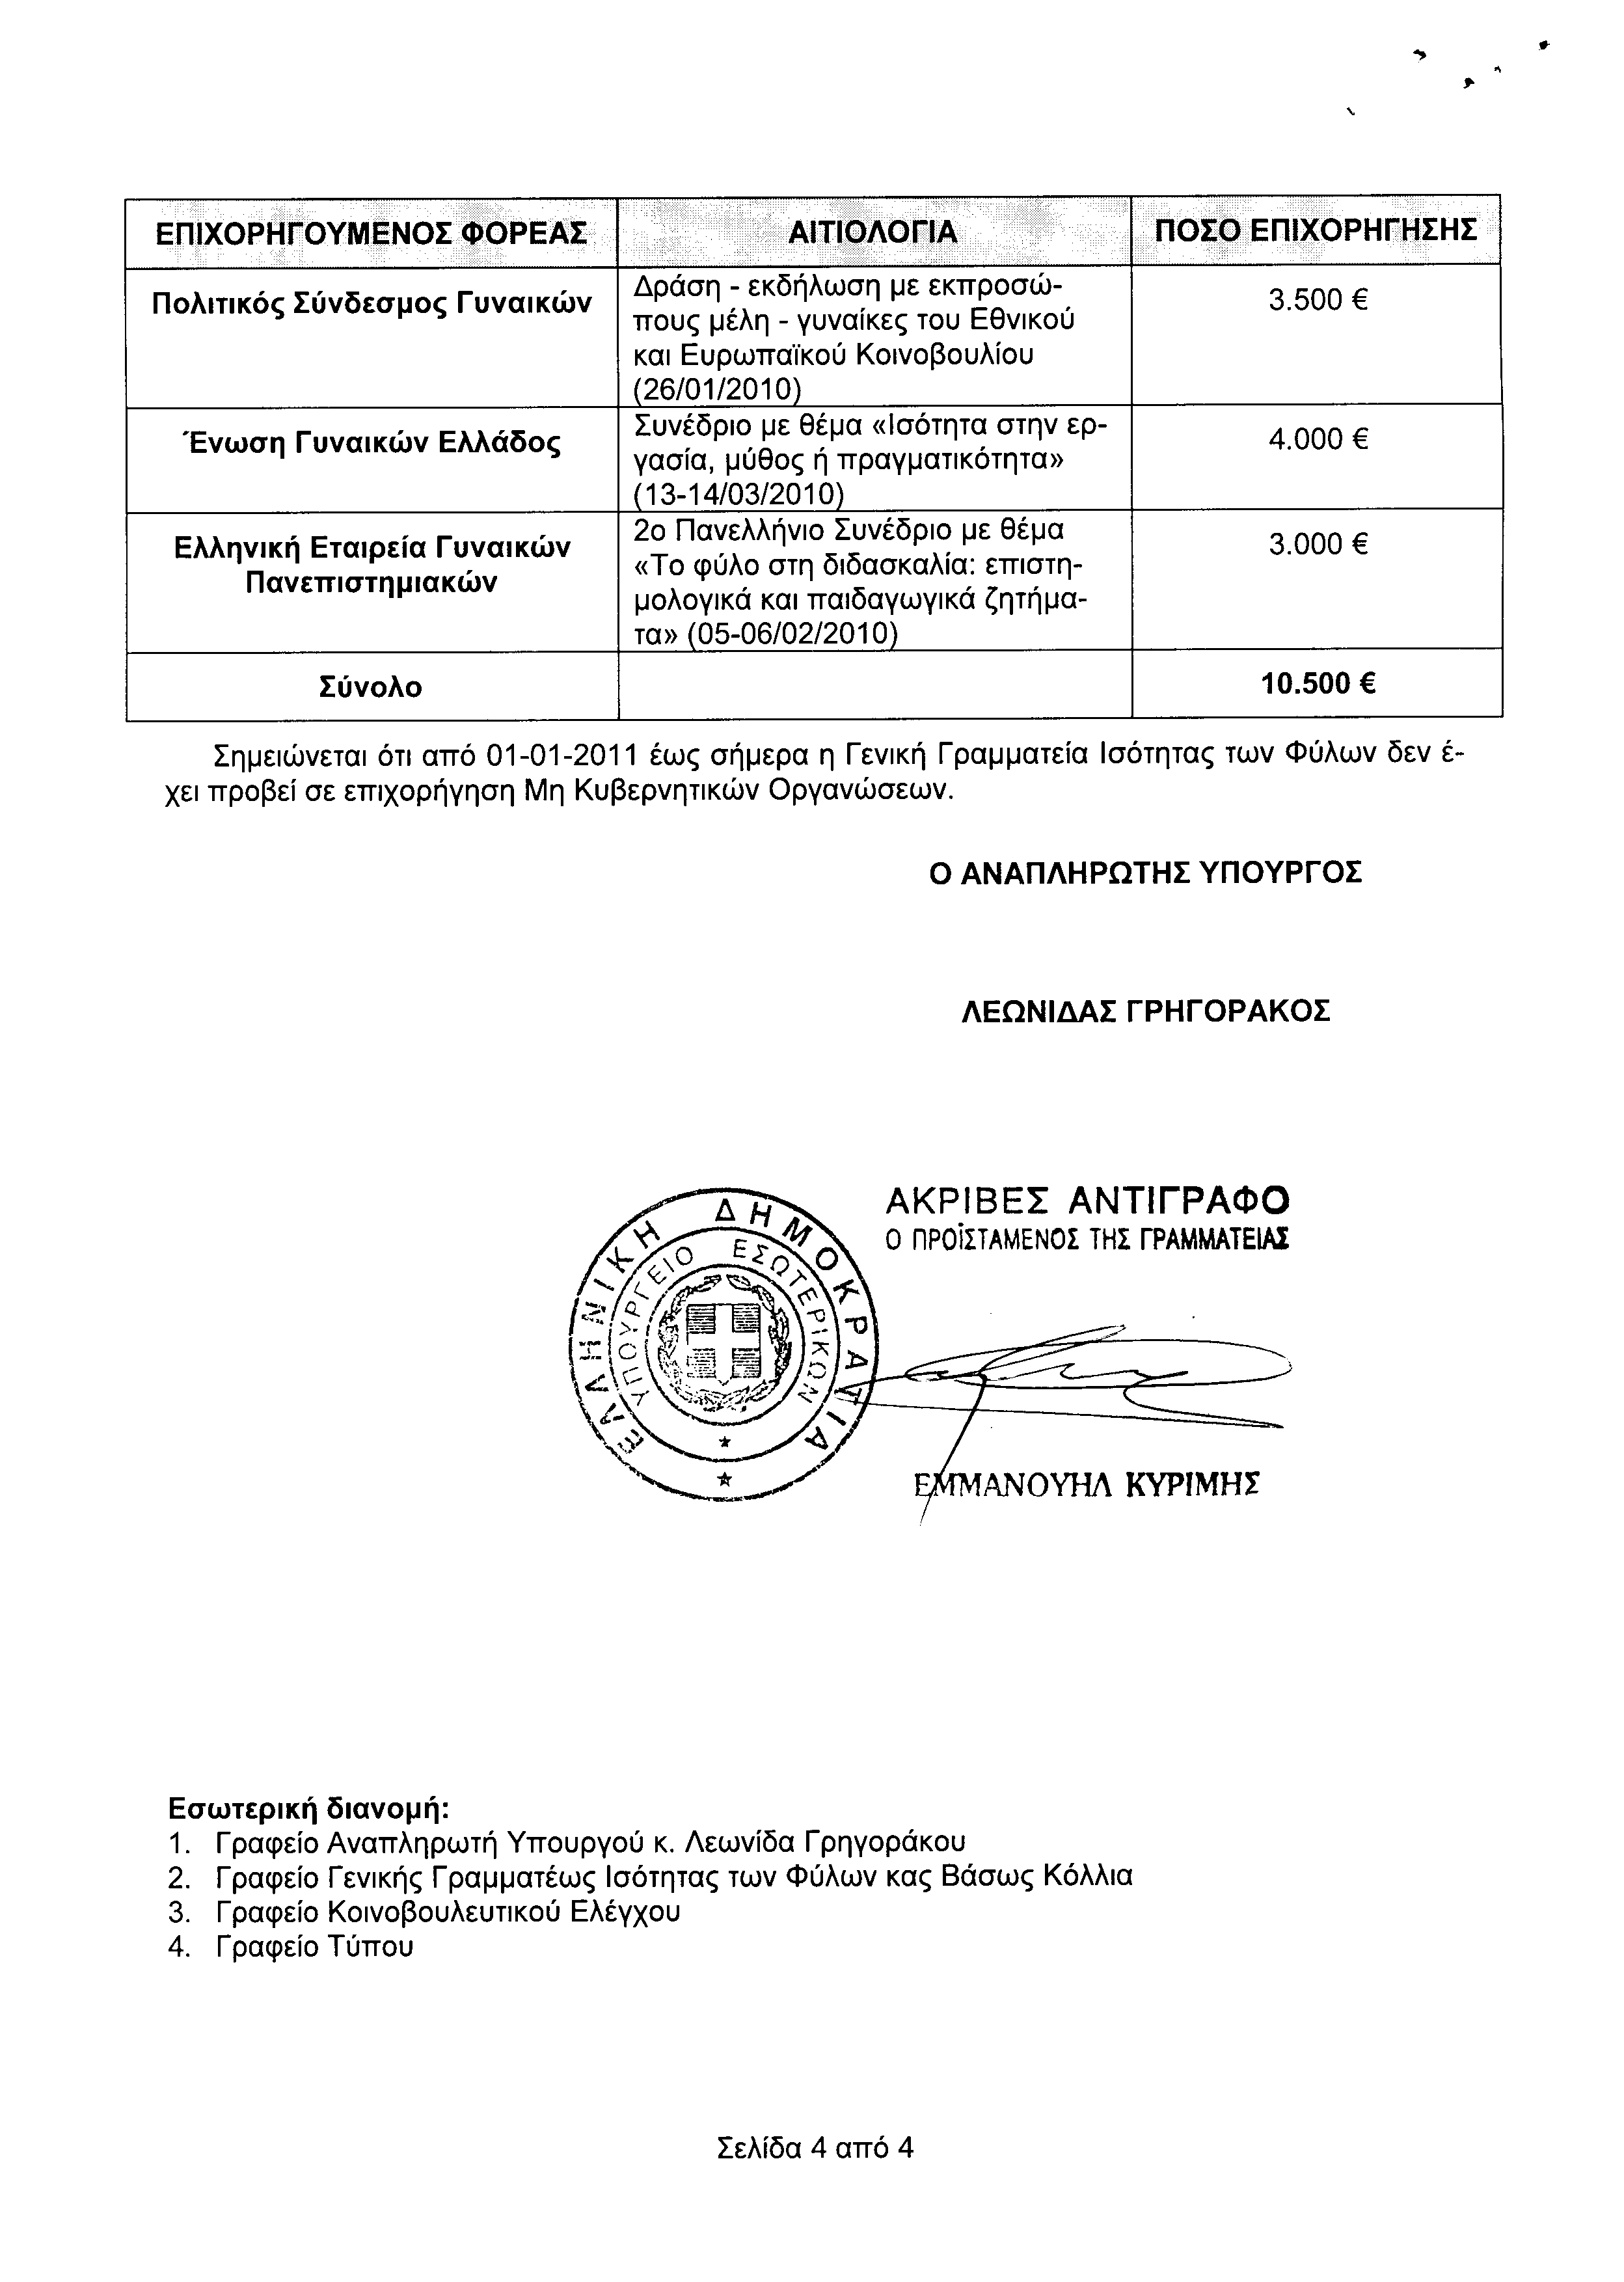 ΕΠΙΧΟΡΗΓΟΥΜΕΝΟΣ ΦΟΡΕΑΣ ΑΙΤΙΟΛΟΓΙΑ ΠΟΣΟ ΕΠΙΧΟΡΗΓΗΣΗΣ
Πολιτικός Σύνδεσμος Γυναικών
Δράση - εκδήλωση με εκπροσώ-
πους μέλη - γυναίκες του Εθνικού
και Ευρωπαϊκού Κοινοβουλίου
(26/01/2010)
3.500 €
Ένωση Γυναικών Ελλάδος
Συνέδριο με θέμα «Ισότητα στην ερ-
γασία, μύθος ή πραγματικότητα»
(13-14/03/2010)
4.000 €
Ελληνική Εταιρεία Γυναικών
Πανεπιστημιακών
2ο Πανελλήνιο Συνέδριο με θέμα
«Το φύλο στη διδασκαλία: επιστη-
μολογικά και παιδαγωγικά ζητήμα-
τα» (05-06/02/2010)
3.000 €
Σύνολο 10.500 €
Σημειώνεται ότι από 01-01-2011 έως σήμερα η Γενική Γραμματεία Ισότητας των Φύλων δεν έ-
χει προβεί σε επιχορήγηση Μη Κυβερνητικών Οργανώσεων.
Ο ΑΝΑΠΛΗΡΩΤΗΣ ΥΠΟΥΡΓΟΣ
ΛΕΩΝΙΔΑΣ ΓΡΗΓΟΡΑΚΟΣ
ΑΚΡΙΒΕΣ ΑΝΤΙΓΡΑΦΟ
Ο ΠΡΟΪΣΤΑΜΕΝΟΣ ΤΗΣ ΓΡΑΜΜΑΤΕΙΑΣ
ΕΛΛΗΝΙΚΗ ΔΗΜΟΚΡΑΤΙΑ
ΥΠΟΥΡΓΕΙΟ ΕΣΩΤΕΡΙΚΩΝ
ΕΜΜΑΝΟΥΗΛ ΚΥΡΙΜΗΣ
Εσωτερική διανομή:
1. Γραφείο Αναπληρωτή Υπουργού κ. Λεωνίδα Γρηγοράκου
2. Γραφείο Γενικής Γραμματέως Ισότητας των Φύλων κας Βάσως Κόλλια
3. Γραφείο Κοινοβουλευτικού Ελέγχου
4. Γραφείο Τύπου
Σελίδα 4 από 4